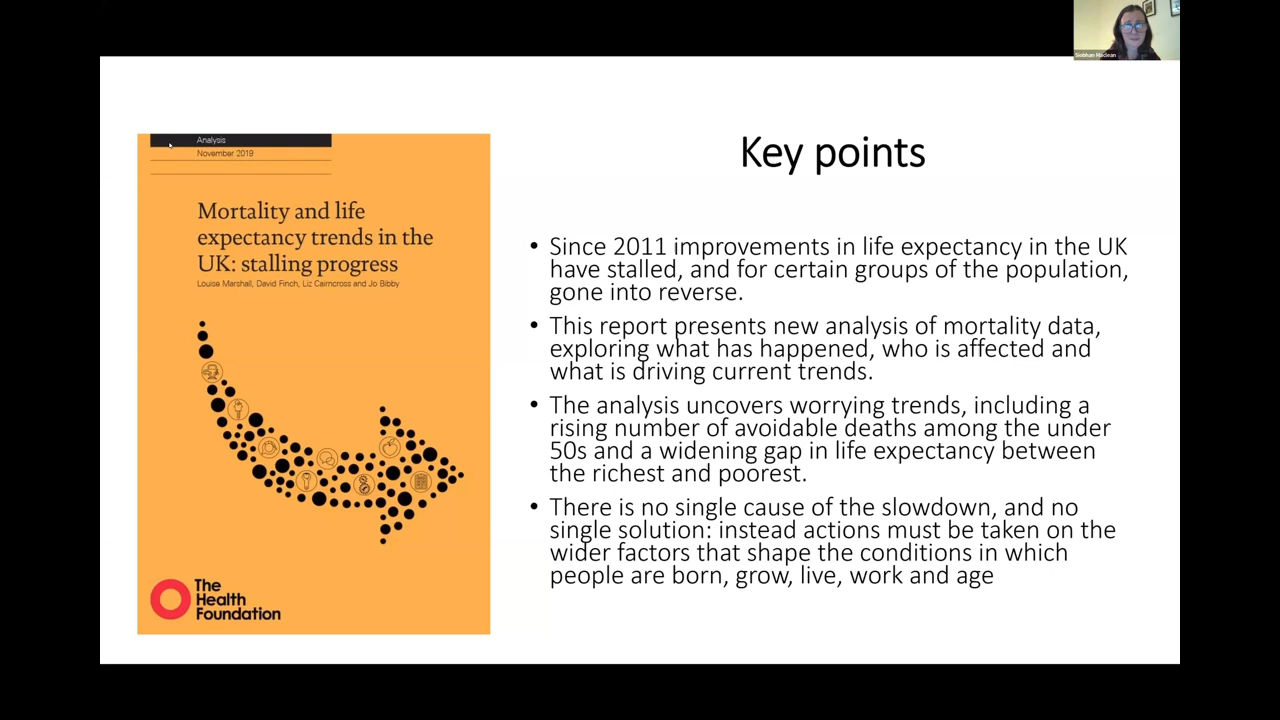 Siobhan Maclean
Analysis
November 2019
Mortality and life
expectancy trends in the
UK: stalling progress
Louise Marshall, David Finch, Liz Cairncross and Jo Bibby
The
Health
Foundation
Key points
• Since 2011 improvements in life expectancy in the UK
have stalled, and for certain groups of the population,
gone into reverse.
• This report presents new analysis of mortality data,
exploring what has happened, who is affected and
what is driving current trends.
• The analysis uncovers worrying trends, including a
rising number of avoidable deaths among the under
50s and a widening gap in life expectancy between
the richest and poorest.
• There is no single cause of the slowdown, and no
single solution: instead actions must be taken on the
wider factors that shape the conditions in which
people are born, grow, live, work and age